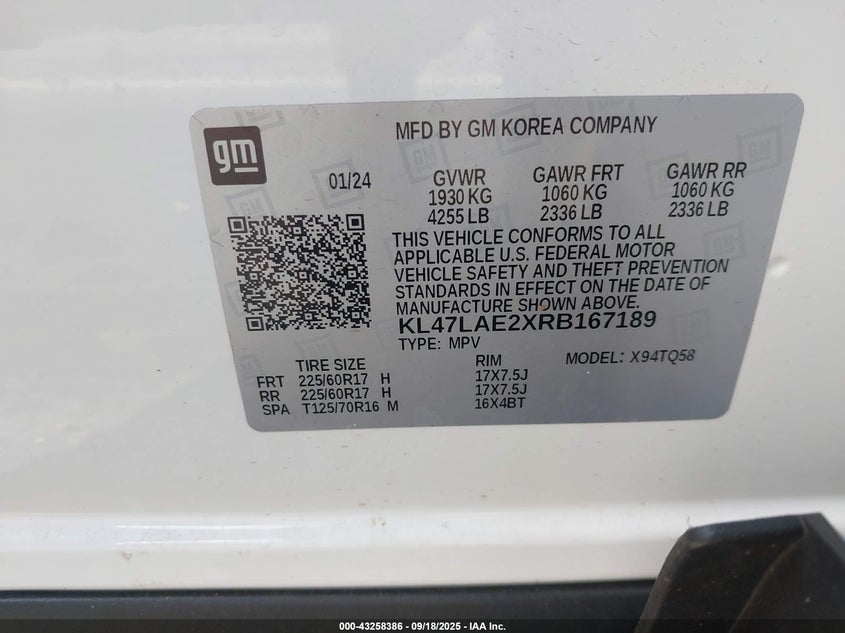 gm
MFD BY GM KOREA COMPANY
01/24
GVWR GAWR FRT GAWR RR
1930 KG 1060 KG 1060 KG
4255 LB 2336 LB 2336 LB
THIS VEHICLE CONFORMS TO ALL
APPLICABLE U.S. FEDERAL MOTOR
VEHICLE SAFETY AND THEFT PREVENTION
STANDARDS IN EFFECT ON THE DATE OF
MANUFACTURE SHOWN ABOVE.
KL47LAE2XRB167189
TYPE: MPV MODEL: X94TQ58
TIRE SIZE RIM
FRT 225/60R17 H 17X7.5J
RR 225/60R17 H 17X7.5J
SPA T125/70R16 M 16X4BT
000-43258386 - 09/18/2025 - IAA Inc.